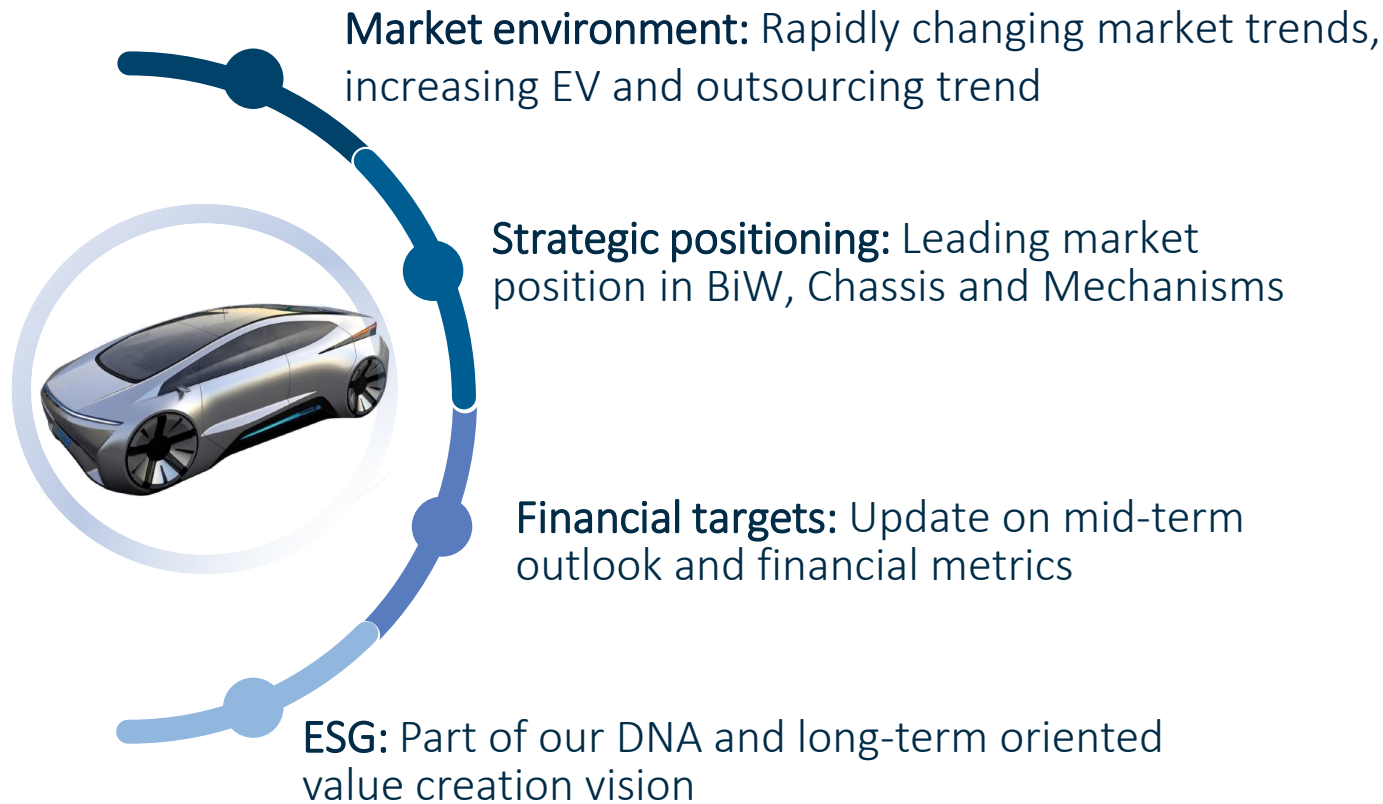 Market environment: Rapidly changing market trends,
increasing EV and outsourcing trend
Strategic positioning: Leading market
position in BiW, Chassis and Mechanisms
Financial targets: Update on mid-term
outlook and financial metrics
ESG: Part of our DNA and long-term oriented
value creation vision